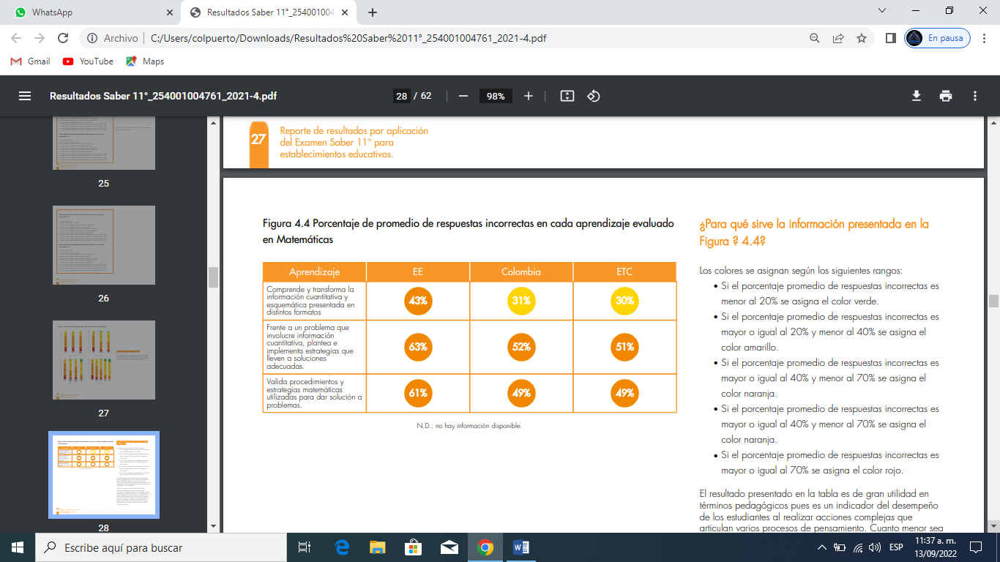 WhatsApp
Resultados Saber 11°_254001004
Archivo
C:/Users/colpuerto/Downloads/Resultados%20Saber%2011°_254001004761_2021-4.pdf
En pausa
Gmail
YouTube
Maps
Resultados Saber 11°_254001004761_2021-4.pdf
28 / 62
98%
25
26
27
28
27
Reporte de resultados por aplicación
del Examen Saber 11° para
establecimientos educativos.
Figura 4.4 Porcentaje de promedio de respuestas incorrectas en cada aprendizaje evaluado
en Matemáticas
Aprendizaje EE Colombia ETC
Comprende y transforma la
información cuantitativa y
esquemática presentada en
distintos formatos
43% 31% 30%
Frente a un problema que
involucre información
cuantitativa, plantea e
implementa estrategias que
lleven a soluciones
adecuadas.
63% 52% 51%
Valida procedimientos y
estrategias matemáticas
utilizadas para dar solución a
problemas.
61% 49% 49%
N.D.: no hay información disponible.
¿Para qué sirve la información presentada en la
Figura ? 4.4?
Los colores se asignan según los siguientes rangos:
• Si el porcentaje promedio de respuestas incorrectas es
menor al 20% se asigna el color verde.
• Si el porcentaje promedio de respuestas incorrectas es
mayor o igual al 20% y menor al 40% se asigna el
color amarillo.
• Si el porcentaje promedio de respuestas incorrectas es
mayor o igual al 40% y menor al 70% se asigna el
color naranja.
• Si el porcentaje promedio de respuestas incorrectas es
mayor o igual al 40% y menor al 70% se asigna el
color naranja.
• Si el porcentaje promedio de respuestas incorrectas es
mayor o igual al 70% se asigna el color rojo.
El resultado presentado en la tabla es de gran utilidad en
términos pedagógicos pues es un indicador del desempeño
de los estudiantes al realizar acciones complejas que
articulan varios procesos de pensamiento. Cuanto menor sea
Escribe aquí para buscar
ESP
11:37 a. m.
13/09/2022